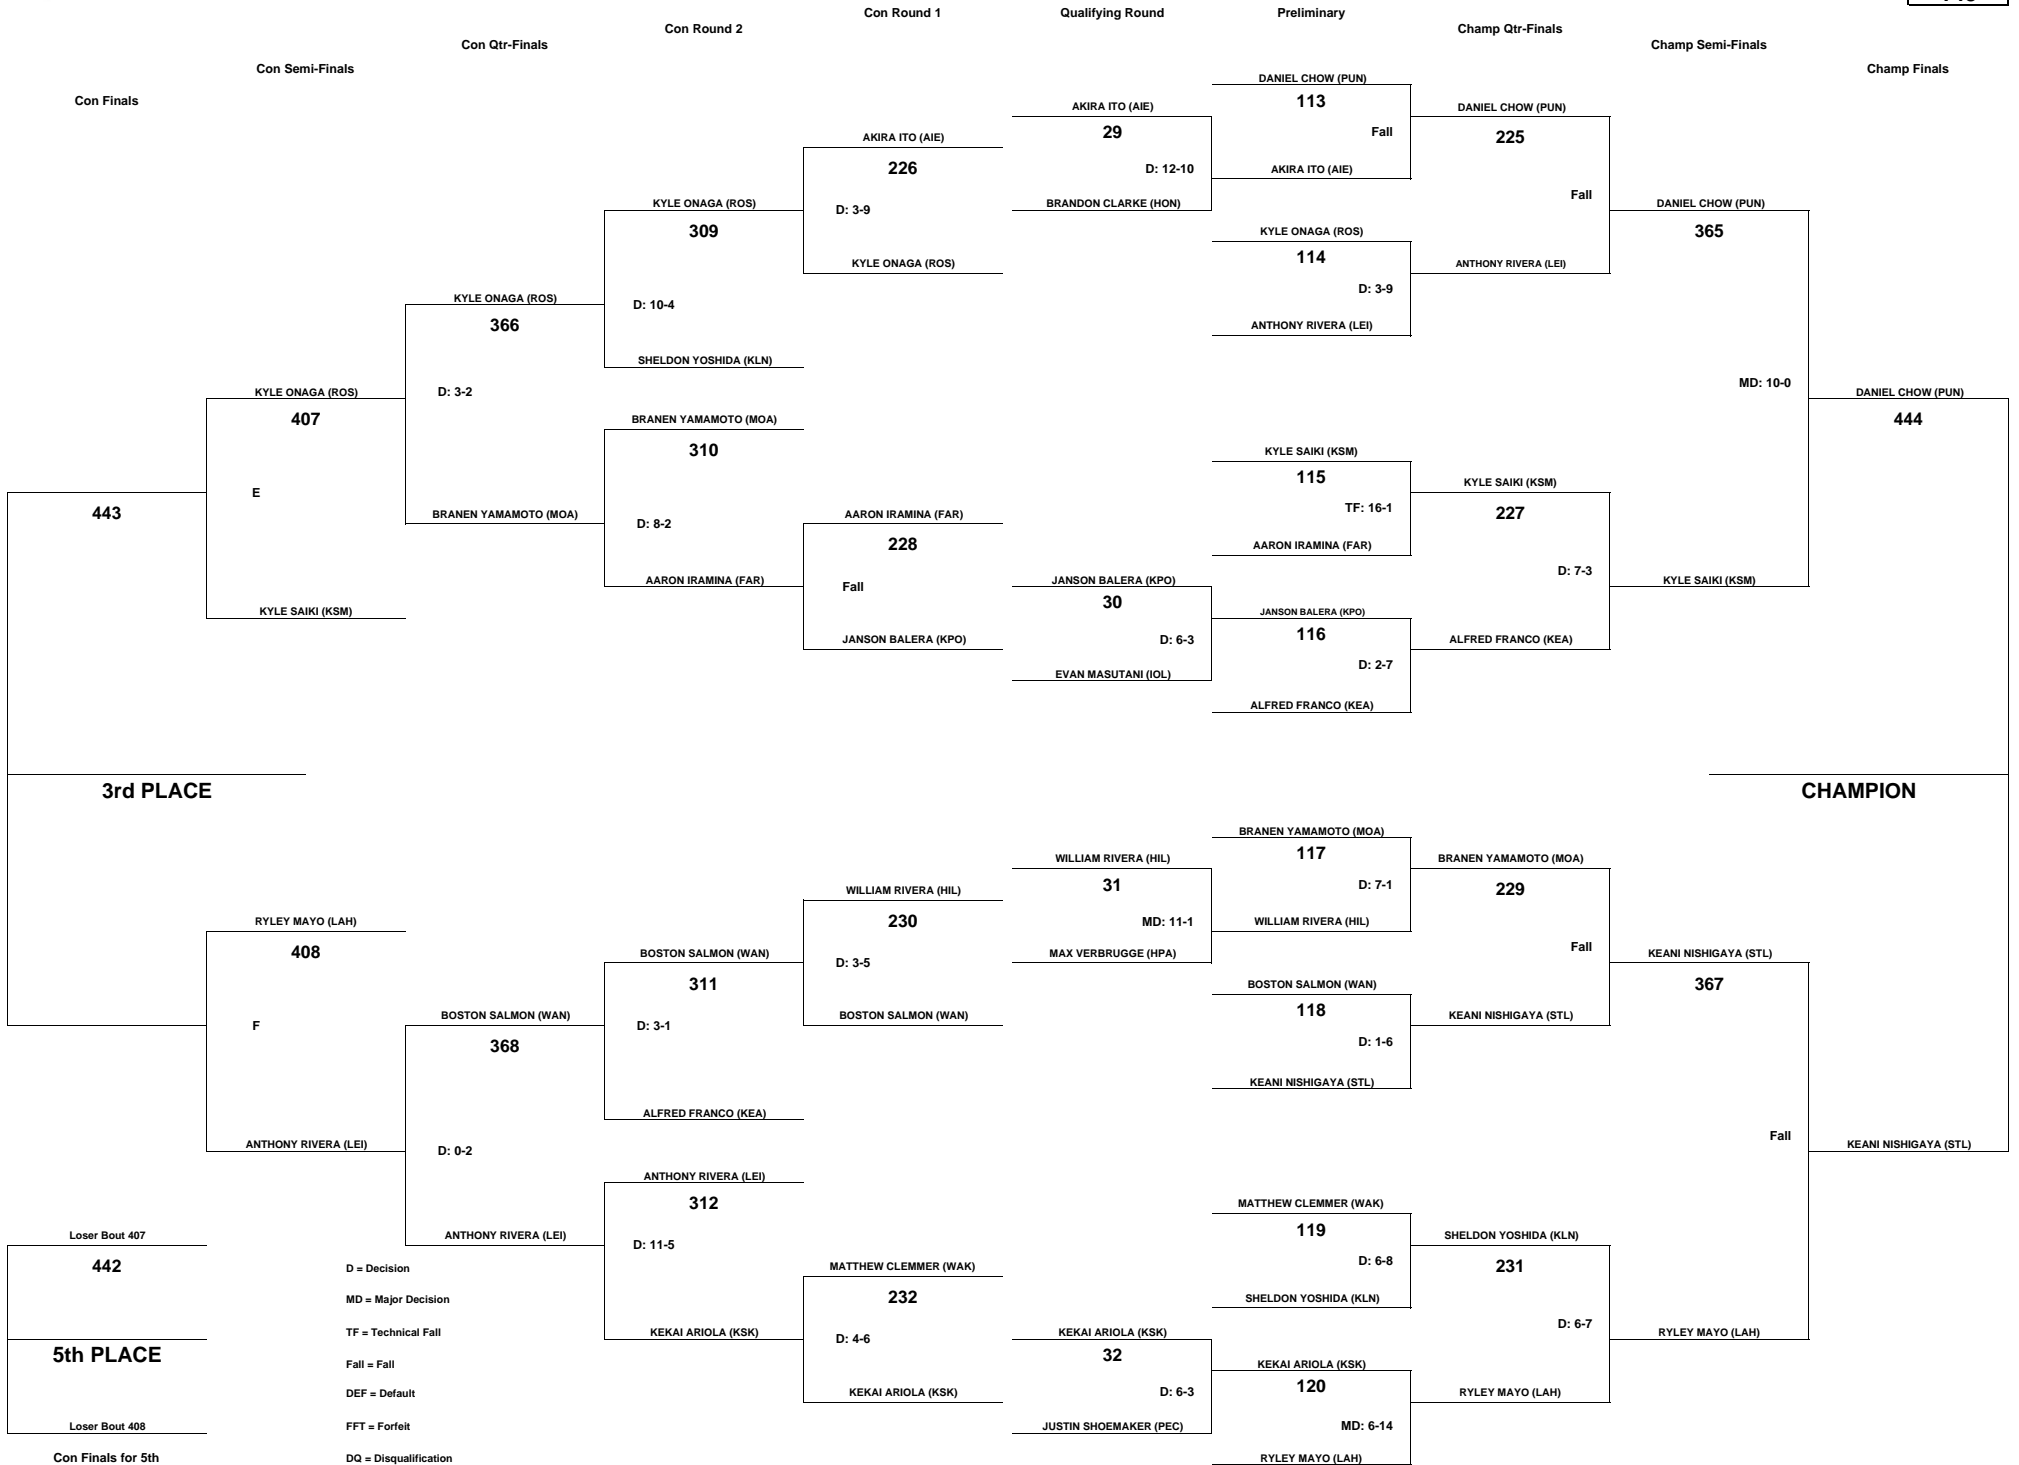 Con Round 1
Qualifying Round
Preliminary
Con Round 2
Champ Qtr-Finals
Con Qtr-Finals
Champ Semi-Finals
Con Semi-Finals
Champ Finals
Con Finals
DANIEL CHOW (PUN)
113
AKIRA ITO (AIE)
DANIEL CHOW (PUN)
29
Fall
225
AKIRA ITO (AIE)
226
D: 12-10
AKIRA ITO (AIE)
Fall
KYLE ONAGA (ROS)
D: 3-9
BRANDON CLARKE (HON)
DANIEL CHOW (PUN)
309
KYLE ONAGA (ROS)
365
KYLE ONAGA (ROS)
114
ANTHONY RIVERA (LEI)
D: 3-9
KYLE ONAGA (ROS)
D: 10-4
366
ANTHONY RIVERA (LEI)
SHELDON YOSHIDA (KLN)
MD: 10-0
KYLE ONAGA (ROS)
D: 3-2
DANIEL CHOW (PUN)
407
BRANEN YAMAMOTO (MOA)
444
310
KYLE SAIKI (KSM)
115
KYLE SAIKI (KSM)
E
443
BRANEN YAMAMOTO (MOA)
D: 8-2
AARON IRAMINA (FAR)
TF: 16-1
227
228
AARON IRAMINA (FAR)
D: 7-3
AARON IRAMINA (FAR)
Fall
JANSON BALERA (KPO)
KYLE SAIKI (KSM)
30
KYLE SAIKI (KSM)
JANSON BALERA (KPO)
116
JANSON BALERA (KPO)
D: 6-3
ALFRED FRANCO (KEA)
D: 2-7
EVAN MASUTANI (IOL)
ALFRED FRANCO (KEA)
3rd PLACE
CHAMPION
BRANEN YAMAMOTO (MOA)
117
WILLIAM RIVERA (HIL)
BRANEN YAMAMOTO (MOA)
31
D: 7-1
229
WILLIAM RIVERA (HIL)
RYLEY MAYO (LAH)
230
MD: 11-1
WILLIAM RIVERA (HIL)
Fall
408
BOSTON SALMON (WAN)
D: 3-5
MAX VERBRUGGE (HPA)
KEANI NISHIGAYA (STL)
311
BOSTON SALMON (WAN)
367
118
F
BOSTON SALMON (WAN)
D: 3-1
BOSTON SALMON (WAN)
KEANI NISHIGAYA (STL)
368
D: 1-6
KEANI NISHIGAYA (STL)
ALFRED FRANCO (KEA)
Fall
ANTHONY RIVERA (LEI)
D: 0-2
KEANI NISHIGAYA (STL)
ANTHONY RIVERA (LEI)
312
MATTHEW CLEMMER (WAK)
119
Loser Bout 407
ANTHONY RIVERA (LEI)
D: 11-5
SHELDON YOSHIDA (KLN)
442
D = Decision
MATTHEW CLEMMER (WAK)
D: 6-8
231
MD = Major Decision
232
SHELDON YOSHIDA (KLN)
D: 6-7
TF = Technical Fall
KEKAI ARIOLA (KSK)
D: 4-6
KEKAI ARIOLA (KSK)
RYLEY MAYO (LAH)
5th PLACE
32
Fall = Fall
KEKAI ARIOLA (KSK)
120
DEF = Default
KEKAI ARIOLA (KSK)
D: 6-3
RYLEY MAYO (LAH)
Loser Bout 408
FFT = Forfeit
JUSTIN SHOEMAKER (PEC)
MD: 6-14
Con Finals for 5th
DQ = Disqualification
RYLEY MAYO (LAH)